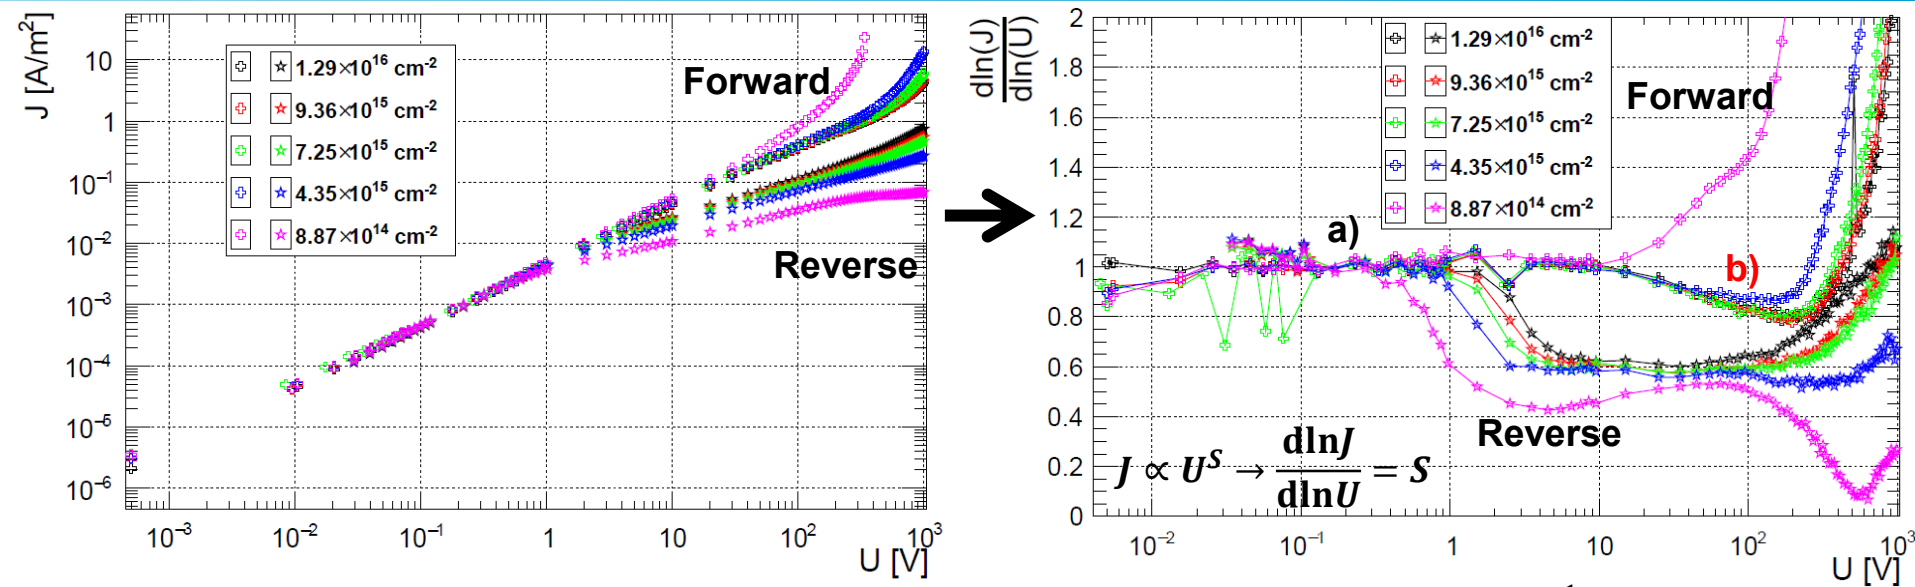 J [A/m²]
10
1
10⁻¹
10⁻²
10⁻³
10⁻⁴
10⁻⁵
10⁻⁶
1.29×10¹⁶ cm⁻²
9.36×10¹⁵ cm⁻²
7.25×10¹⁵ cm⁻²
4.35×10¹⁵ cm⁻²
8.87×10¹⁴ cm⁻²
Forward
Reverse
10⁻³ 10⁻² 10⁻¹ 1 10 10² 10³
U [V]
dln(J)
dln(U)
2
1.8
1.6
1.4
1.2
1
0.8
0.6
0.4
0.2
0
1.29×10¹⁶ cm⁻²
9.36×10¹⁵ cm⁻²
7.25×10¹⁵ cm⁻²
4.35×10¹⁵ cm⁻²
8.87×10¹⁴ cm⁻²
Forward
a)
b)
Reverse
J ∝ U^S → dlnJ/dlnU = S
10⁻² 10⁻¹ 1 10 10² 10³
U [V]